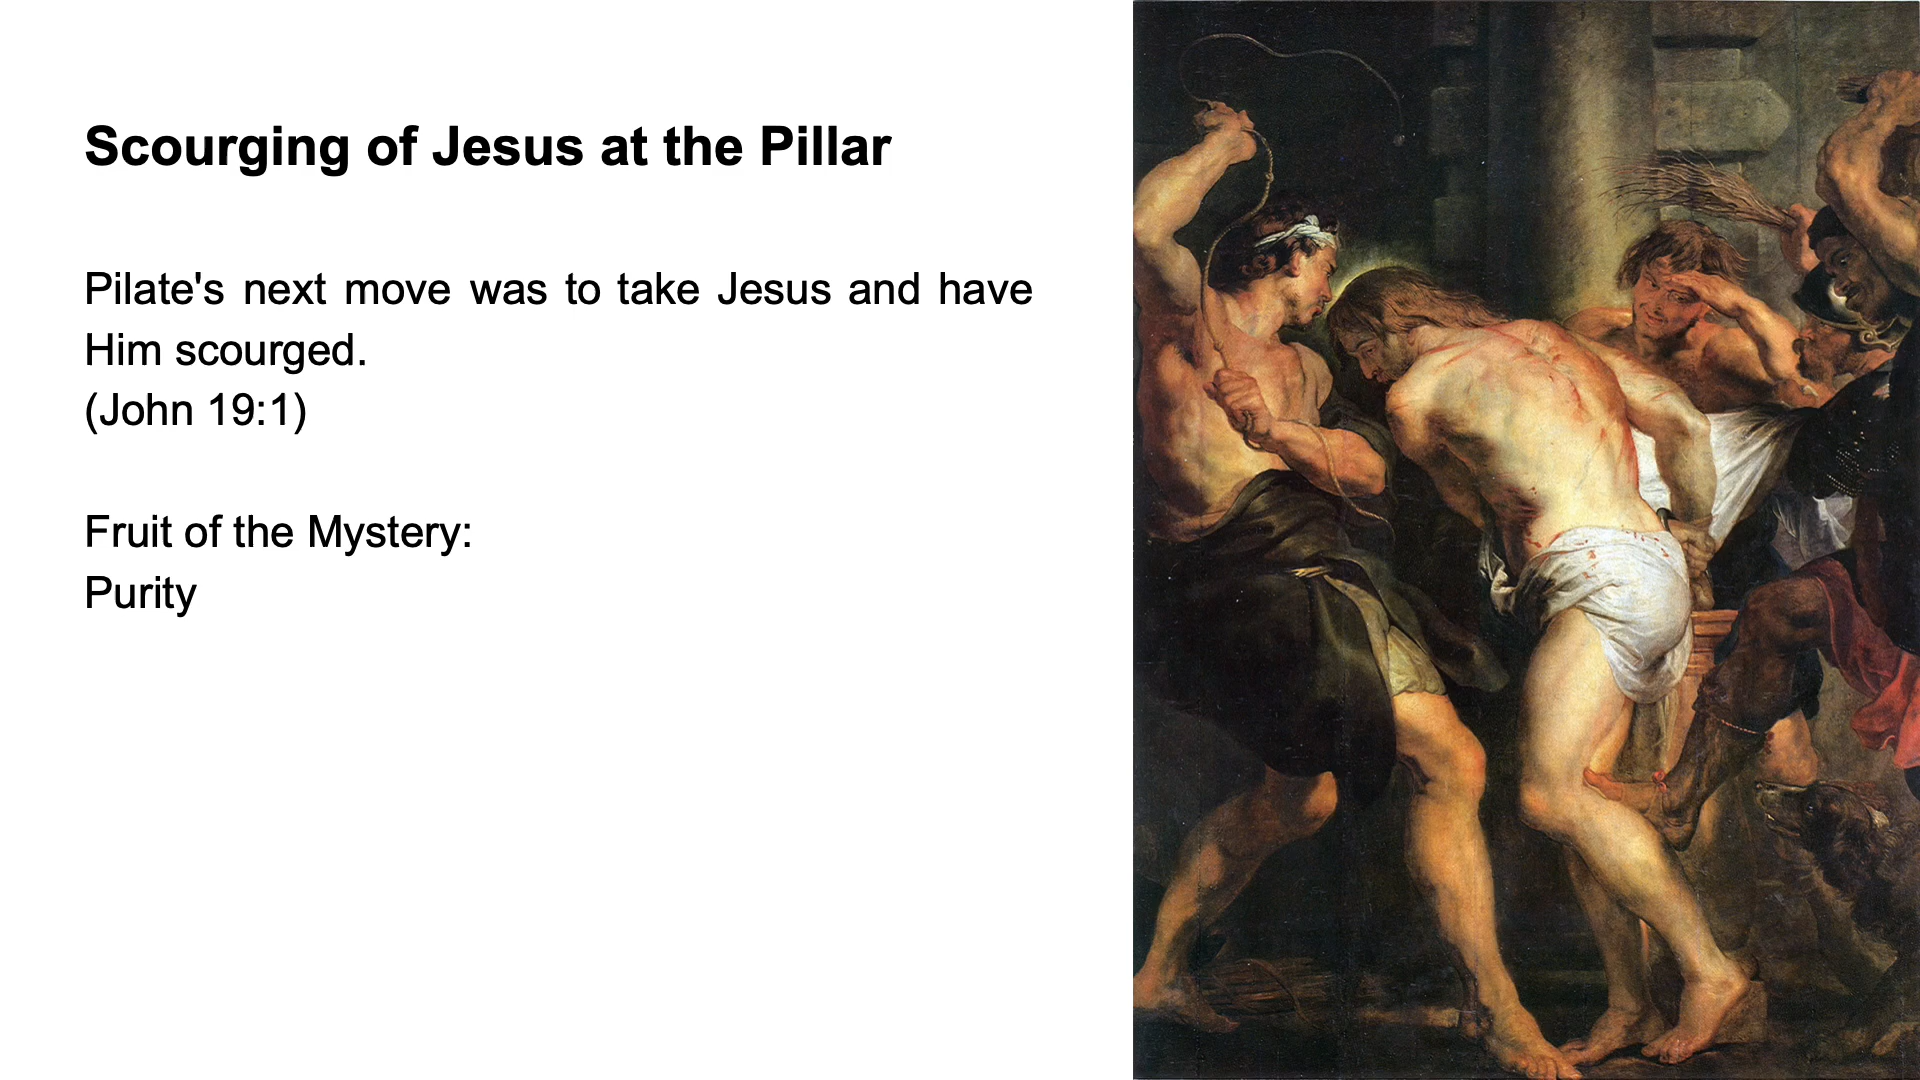 Scourging of Jesus at the Pillar
Pilate's next move was to take Jesus and have
Him scourged.
(John 19:1)
Fruit of the Mystery:
Purity